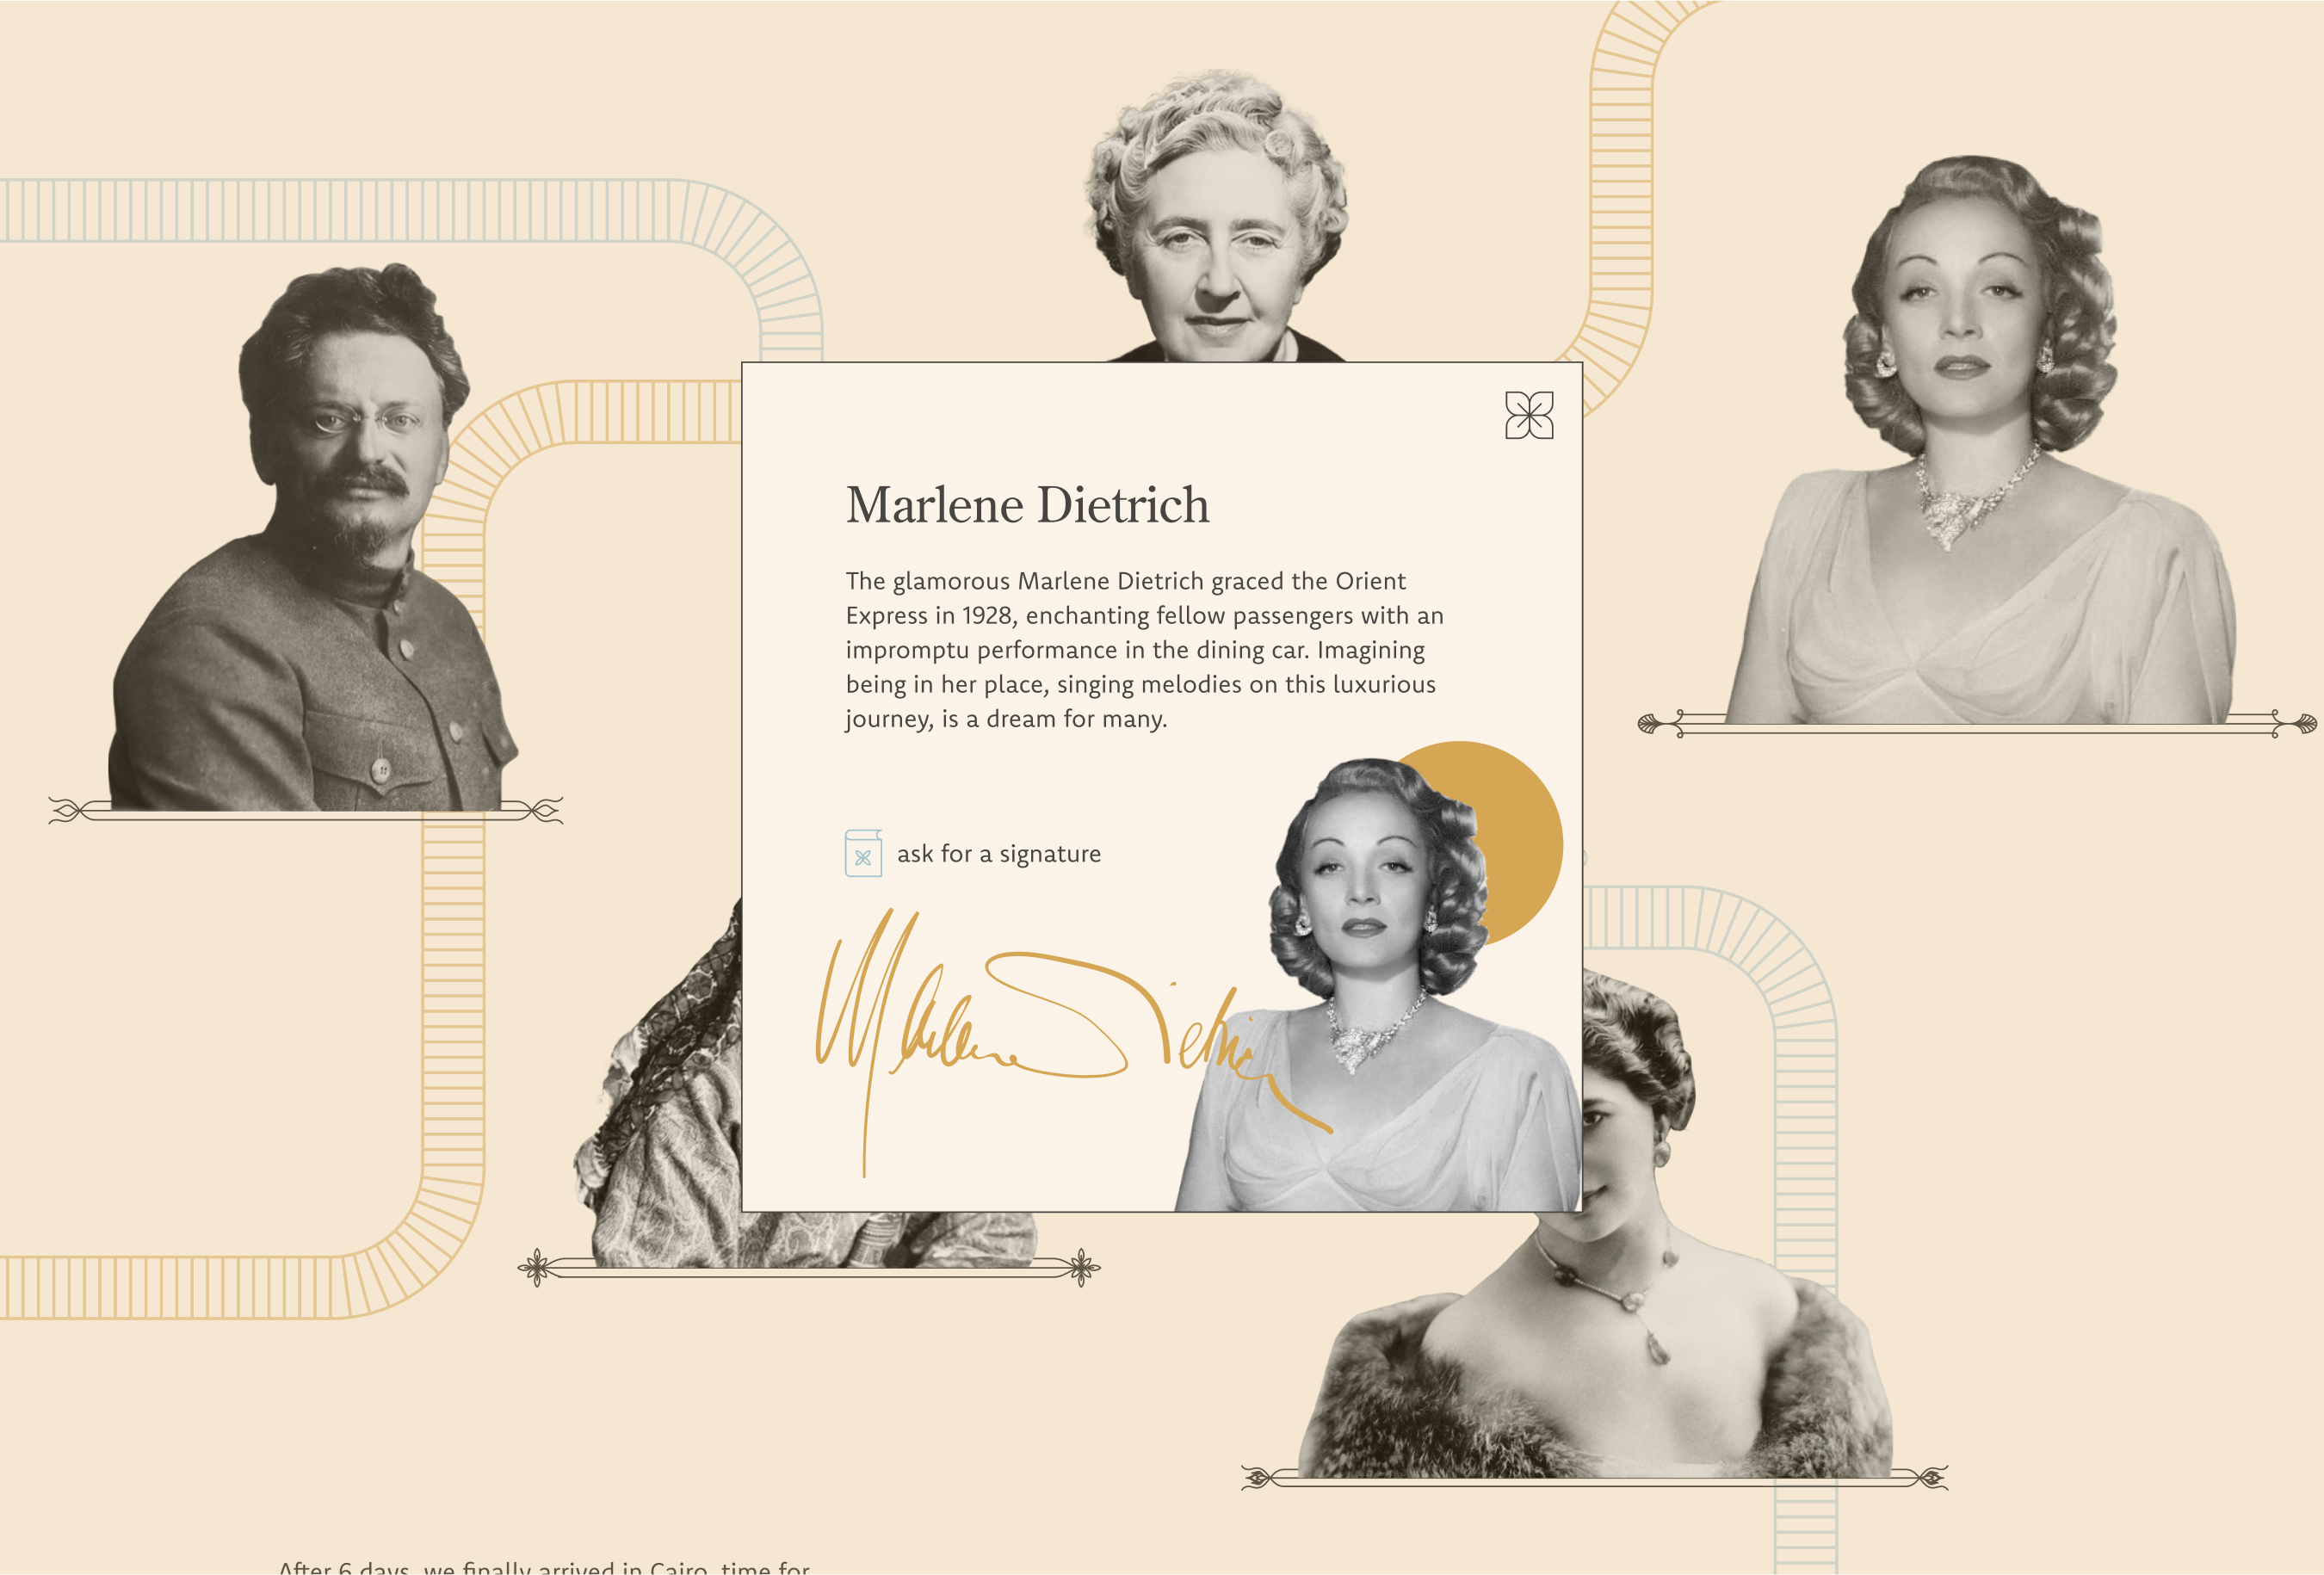 Marlene Dietrich
The glamorous Marlene Dietrich graced the Orient
Express in 1928, enchanting fellow passengers with an
impromptu performance in the dining car. Imagining
being in her place, singing melodies on this luxurious
journey, is a dream for many.
ask for a signature
Marlene Dietrich
After 6 days, we finally arrived in Cairo, time for